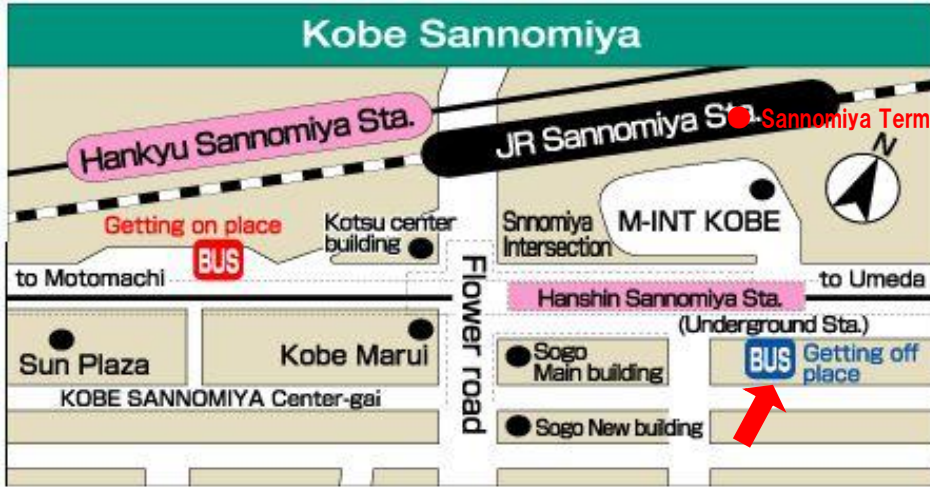 Kobe Sannomiya
Hankyu Sannomiya Sta.
JR Sannomiya Sta.
Sannomiya Term
N
Getting on place
BUS
Kotsu center
building
Snnomiya
Intersection
M-INT KOBE
to Motomachi
to Umeda
Flower road
Hanshin Sannomiya Sta.
(Underground Sta.)
Sun Plaza
Kobe Marui
Sogo
Main building
BUS
Getting off
place
KOBE SANNOMIYA Center-gai
Sogo New building